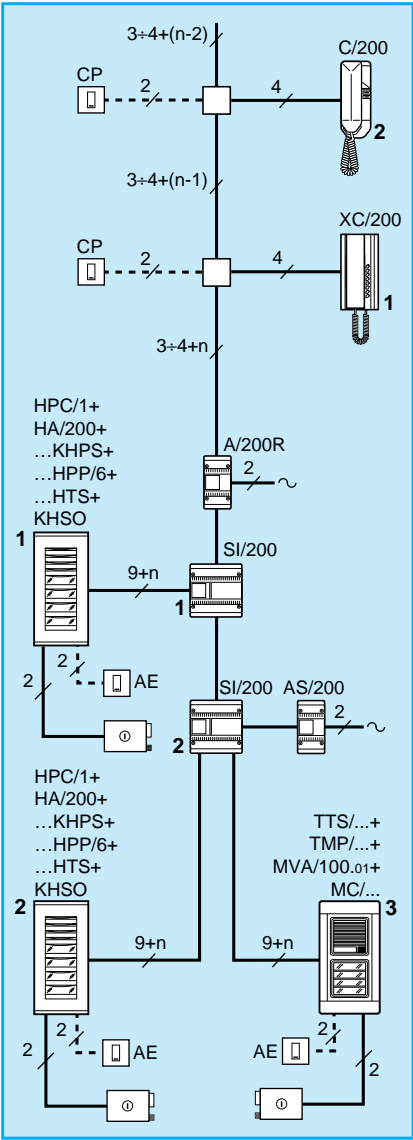 3÷4+(n-2)
C/200
CP
2
4
2
3÷4+(n-1)
XC/200
CP
2
4
1
3÷4+n
HPC/1+
HA/200+
...KHPS+
...HPP/6+
...HTS+
KHSO
A/200R
2
1
SI/200
9+n
1
2
2
AE
SI/200
AS/200
2
2
HPC/1+
HA/200+
...KHPS+
...HPP/6+
...HTS+
KHSO
TTS/...+
TMP/...+
MVA/100.01+
MC/...
2
3
9+n
9+n
2
2
AE
AE
2
2